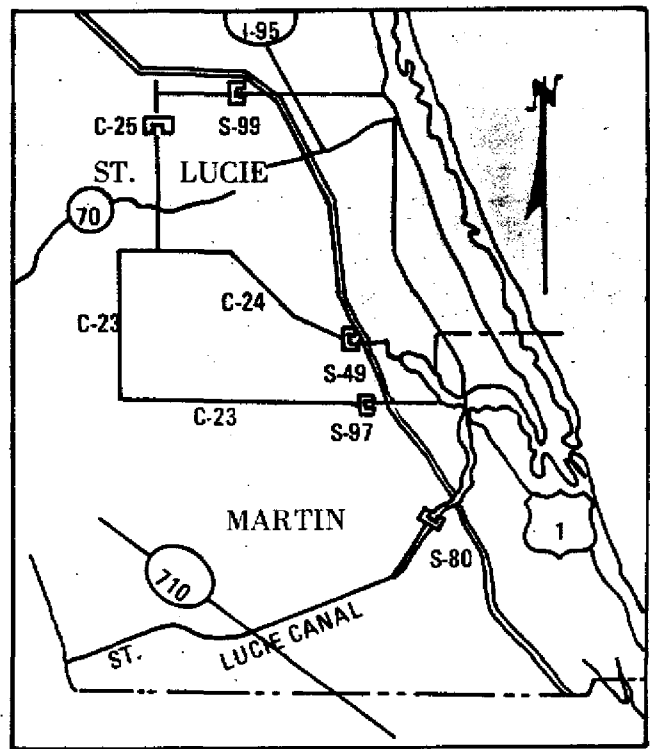 I-95
N
C-25
S-99
ST. LUCIE
70
C-24
C-23
S-49
C-23
S-97
MARTIN
1
S-80
710
ST. LUCIE CANAL